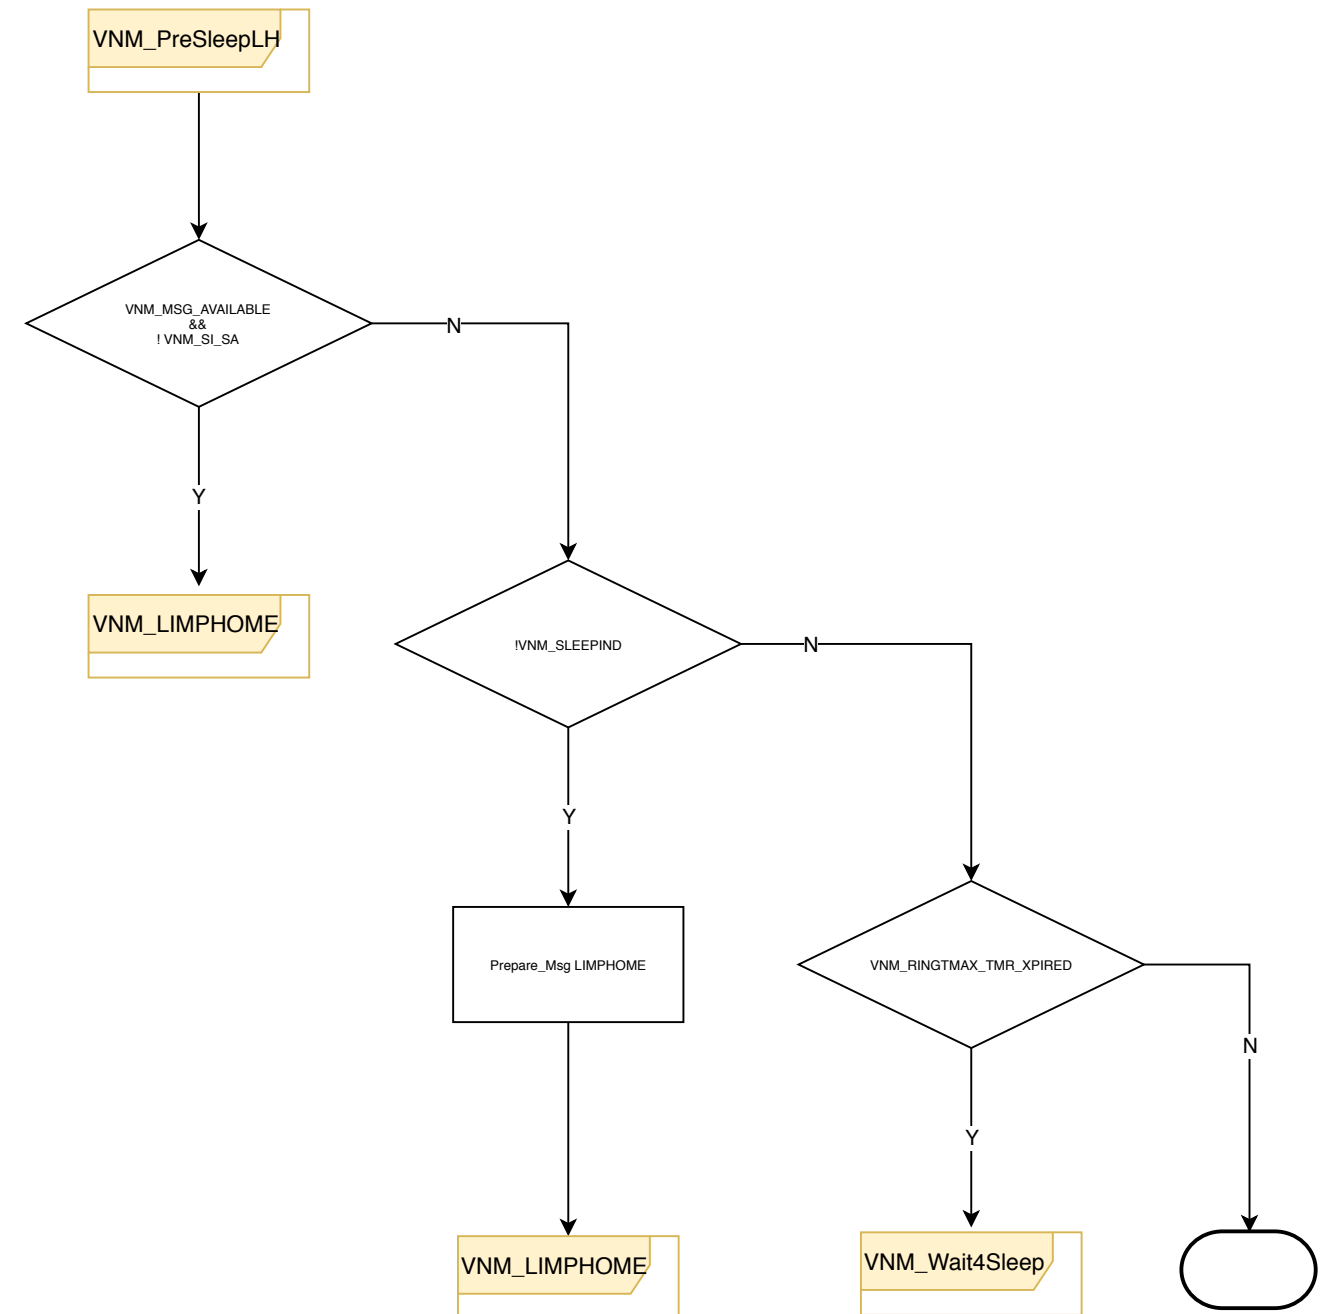 VNM_PreSleepLH
VNM_MSG_AVAILABLE
&&
! VNM_SI_SA
N
Y
VNM_LIMPHOME
!VNM_SLEEPIND
N
Y
Prepare_Msg LIMPHOME
VNM_RINGTMAX_TMR_XPIRED
N
Y
VNM_LIMPHOME
VNM_Wait4Sleep